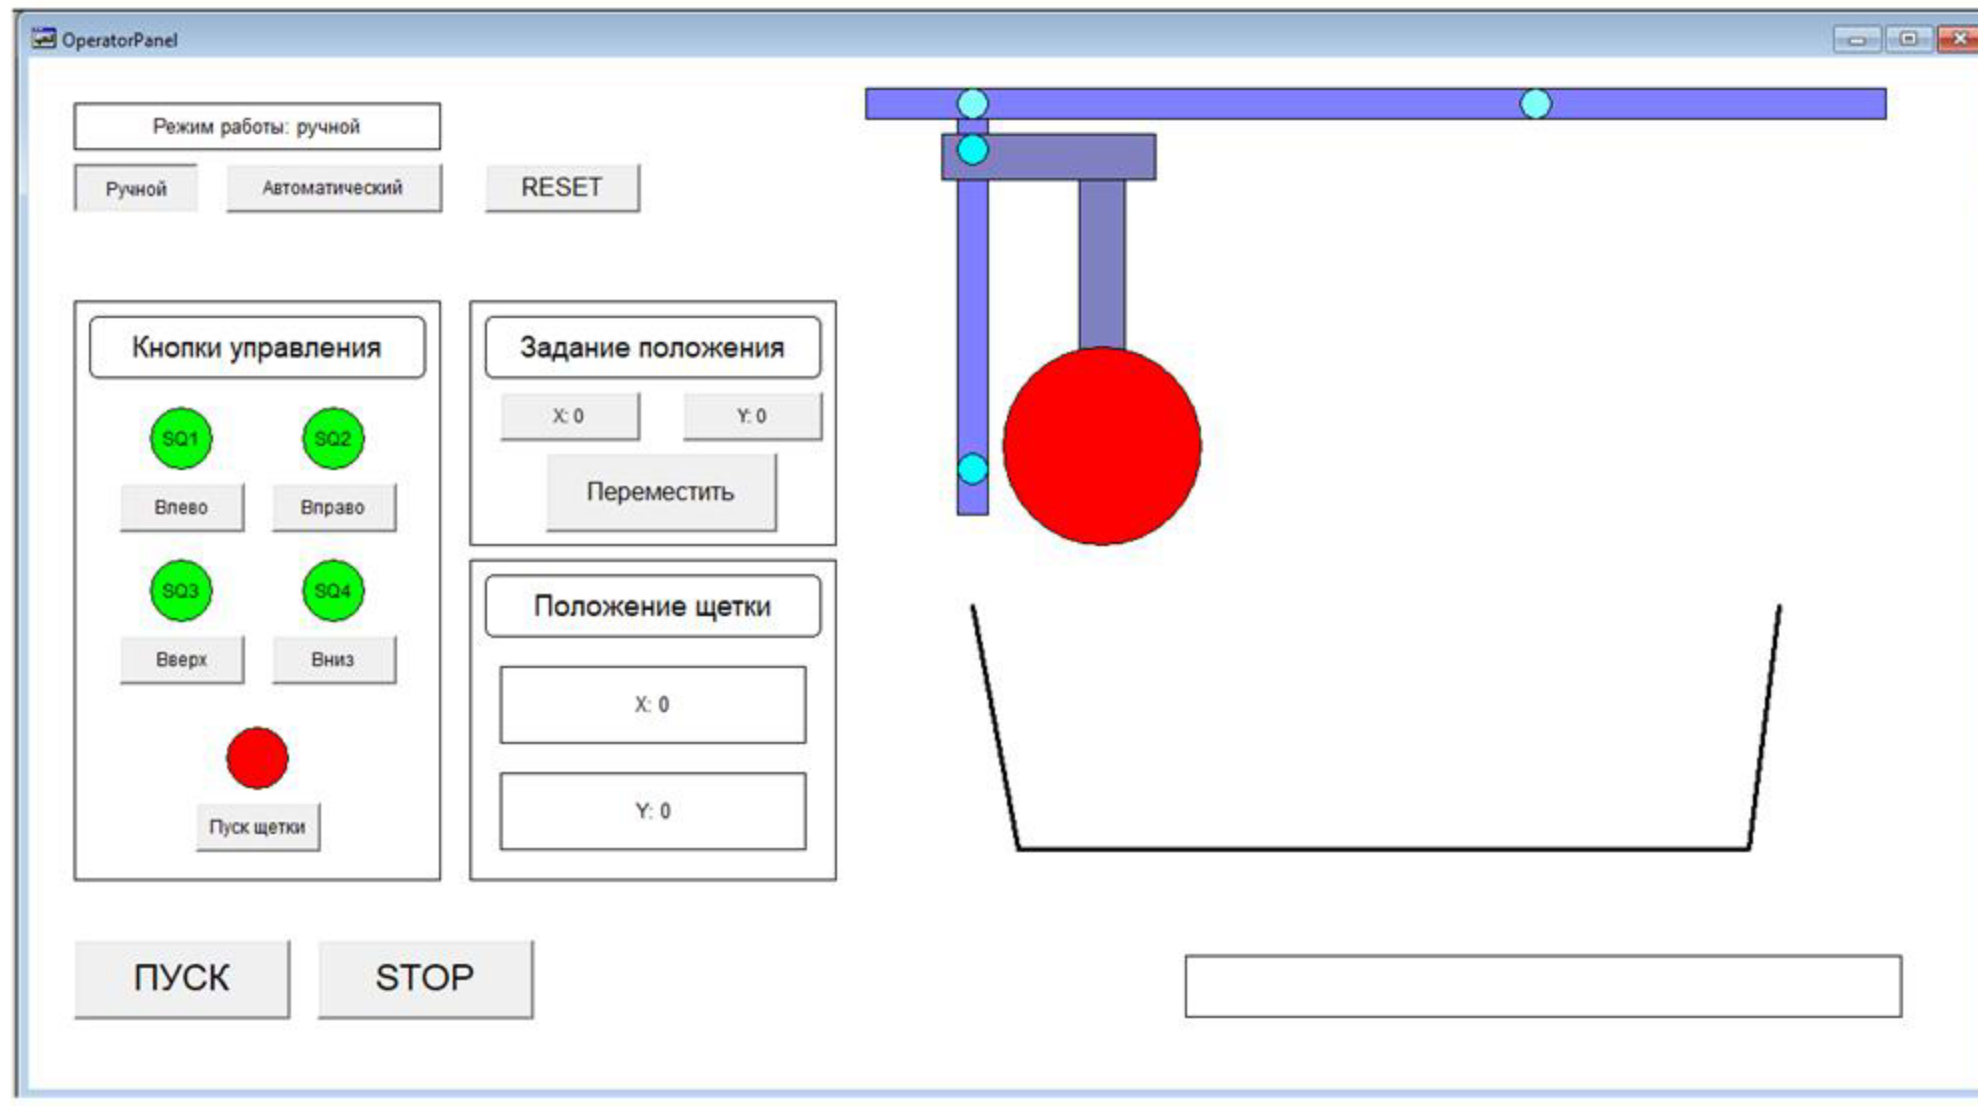 OperatorPanel
Режим работы: ручной
Ручной
Автоматический
RESET
Кнопки управления
SQ1
SQ2
Влево
Вправо
SQ3
SQ4
Вверх
Вниз
Пуск щетки
Задание положения
X: 0
Y: 0
Переместить
Положение щетки
X: 0
Y: 0
ПУСК
STOP